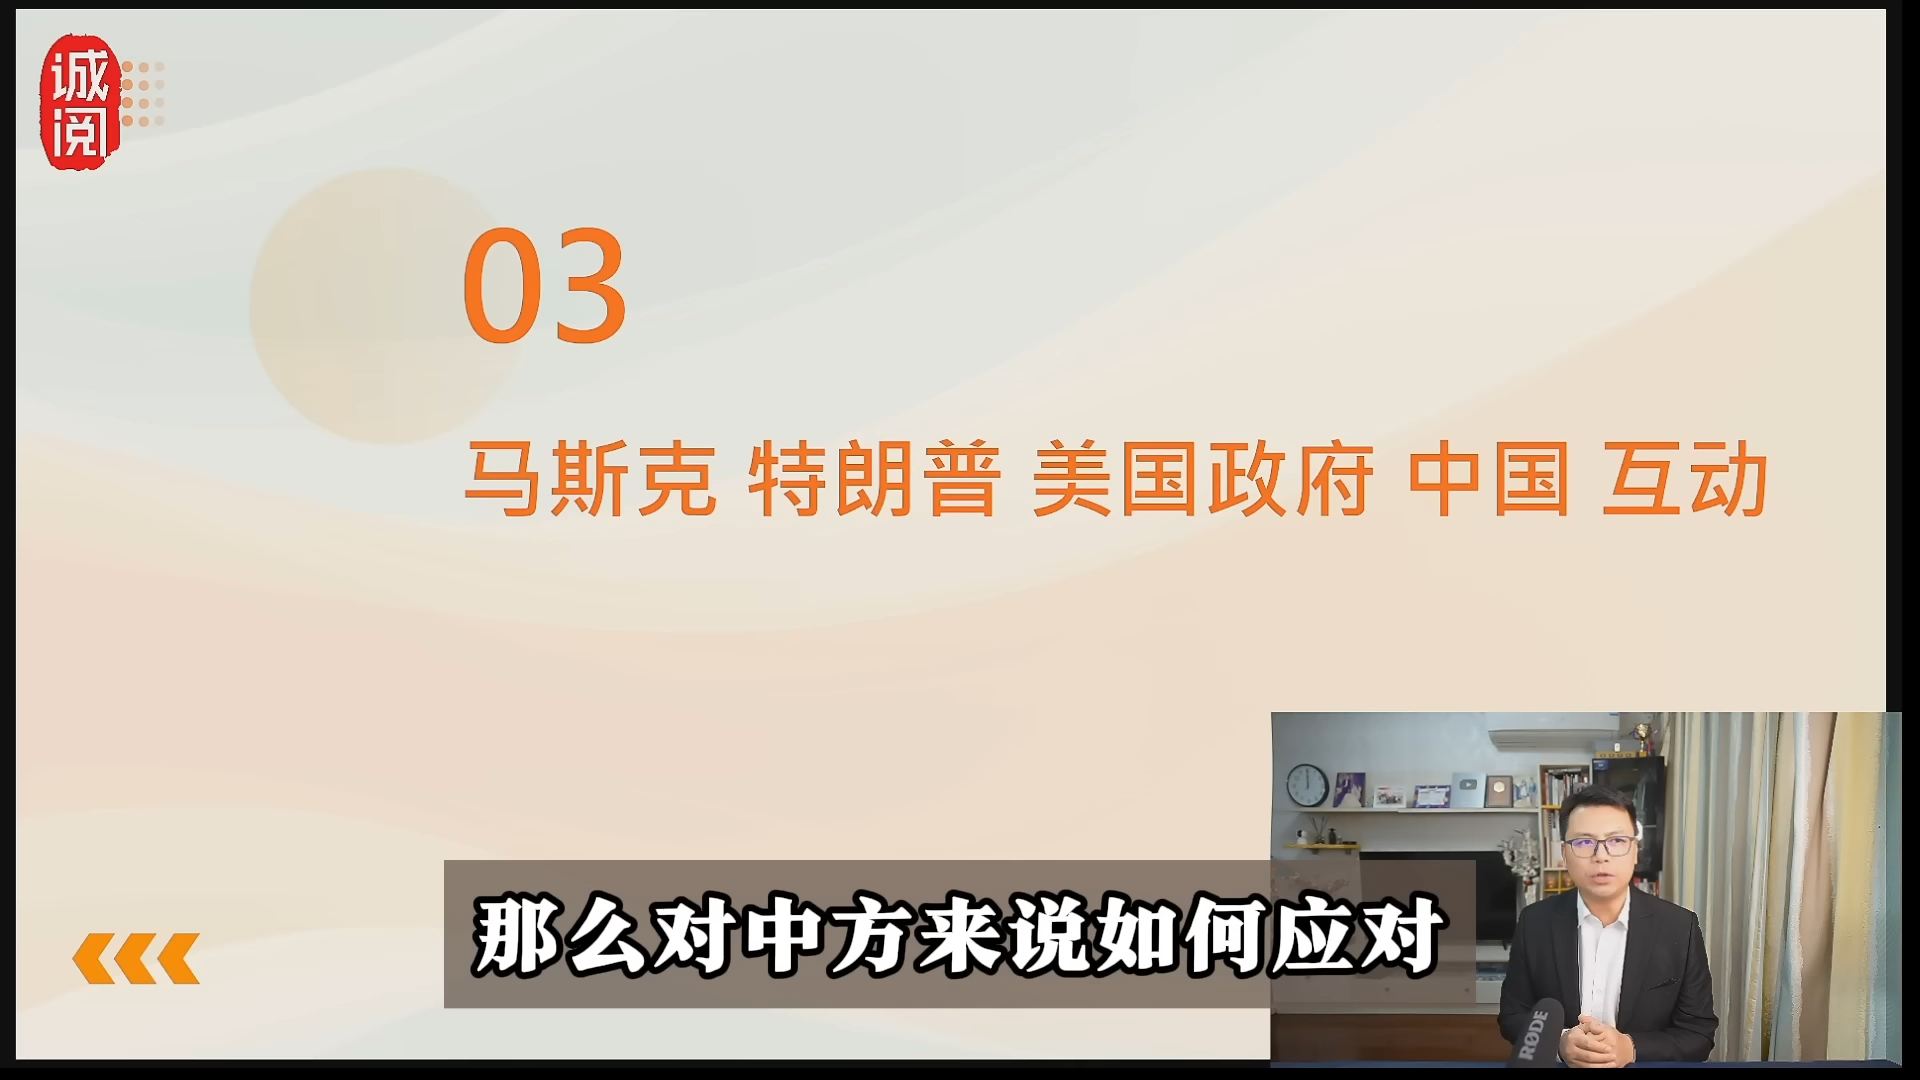 诚
阅
03
马斯克 特朗普 美国政府 中国 互动
那么对中方来说如何应对
RØDE